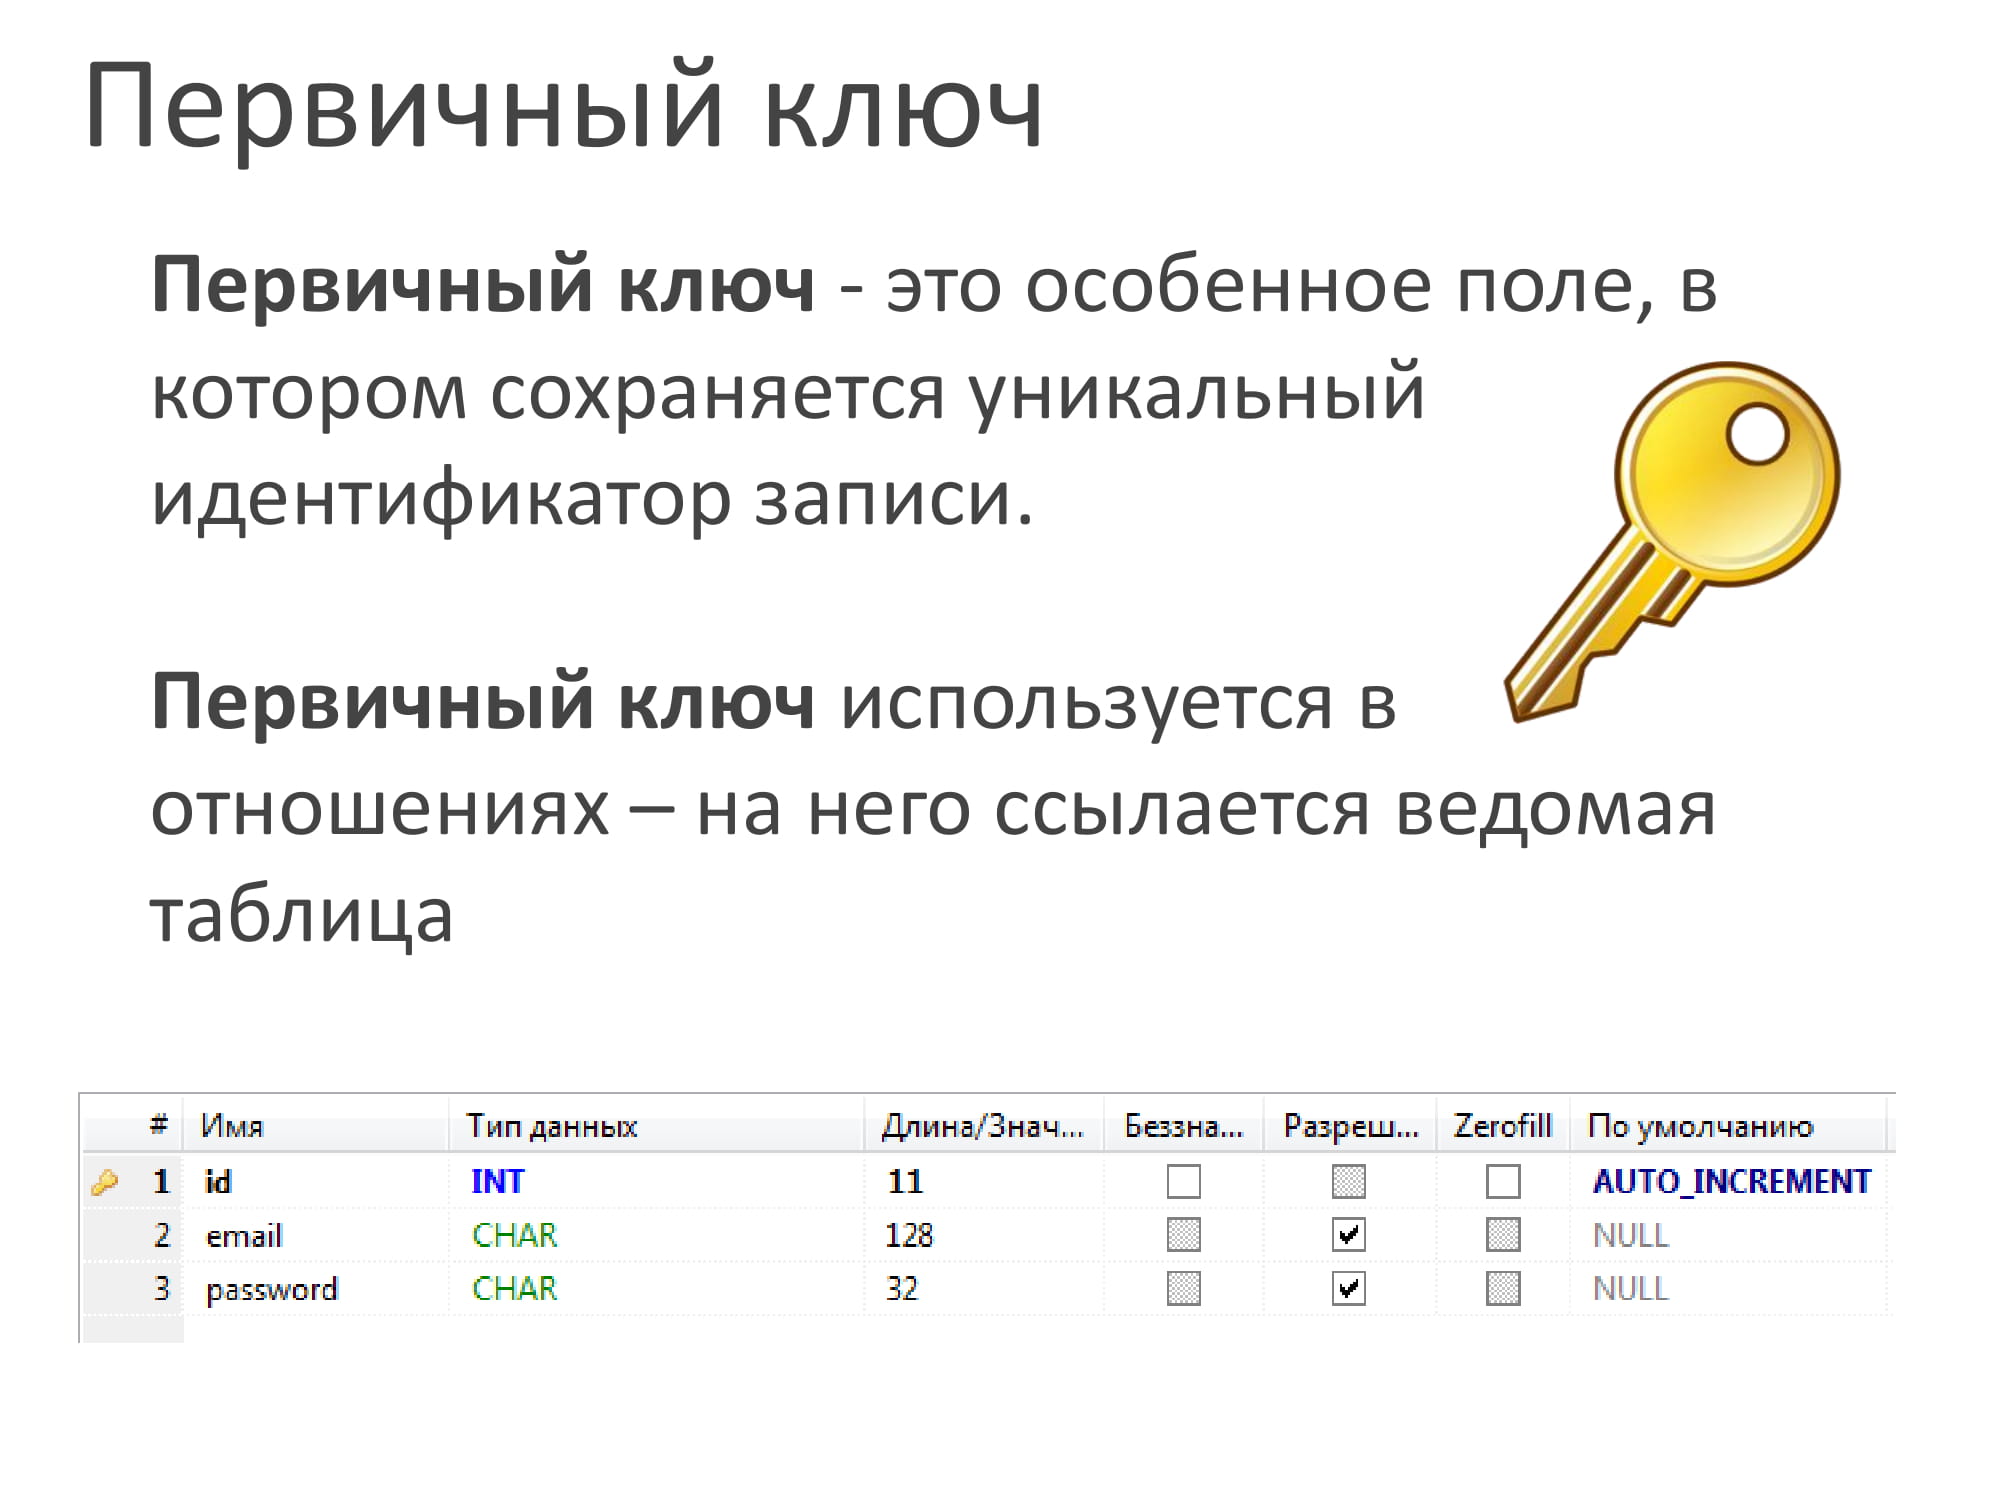 Первичный ключ
Первичный ключ - это особенное поле, в
котором сохраняется уникальный
идентификатор записи.
Первичный ключ используется в
отношениях – на него ссылается ведомая
таблица
# Имя Тип данных Длина/Знач... Беззна... Разреш... Zerofill По умолчанию
1 id INT 11 AUTO_INCREMENT
2 email CHAR 128 NULL
3 password CHAR 32 NULL